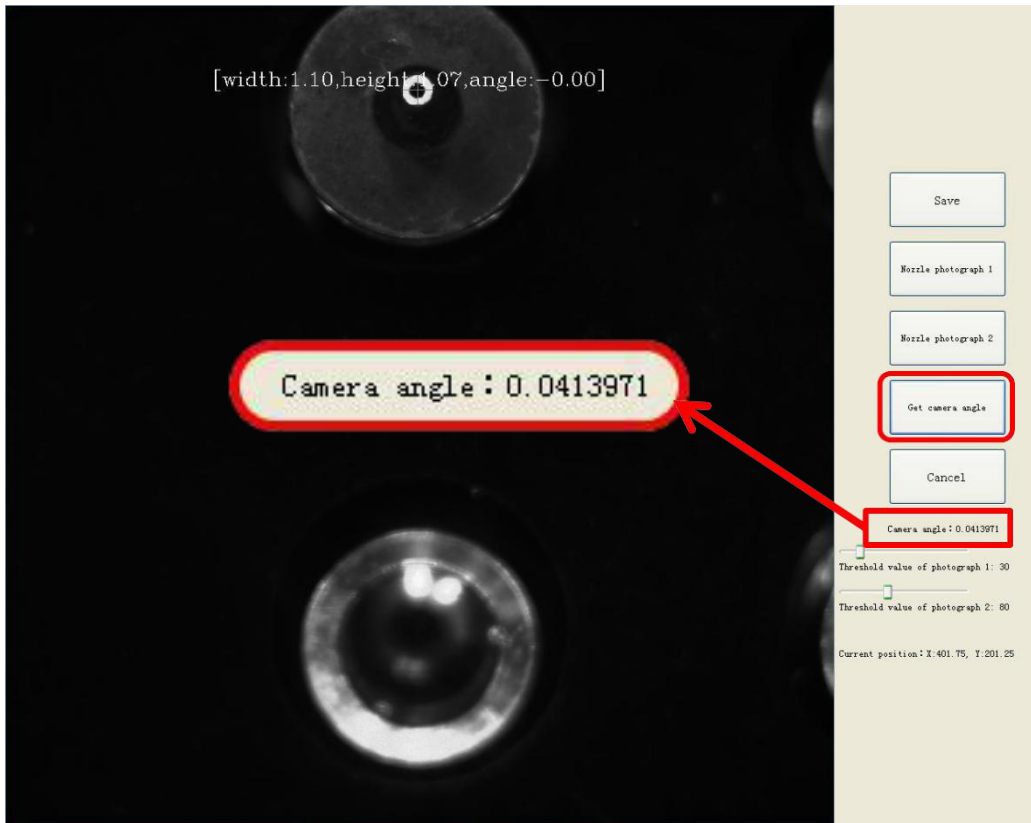 [width:1.10,height:1.07,angle:-0.00]
Camera angle:0.0413971
Save
Nozzle photograph 1
Nozzle photograph 2
Get camera angle
Cancel
Camera angle:0.0413971
Threshold value of photograph 1: 30
Threshold value of photograph 2: 80
Current position:X:401.75, Y:201.25